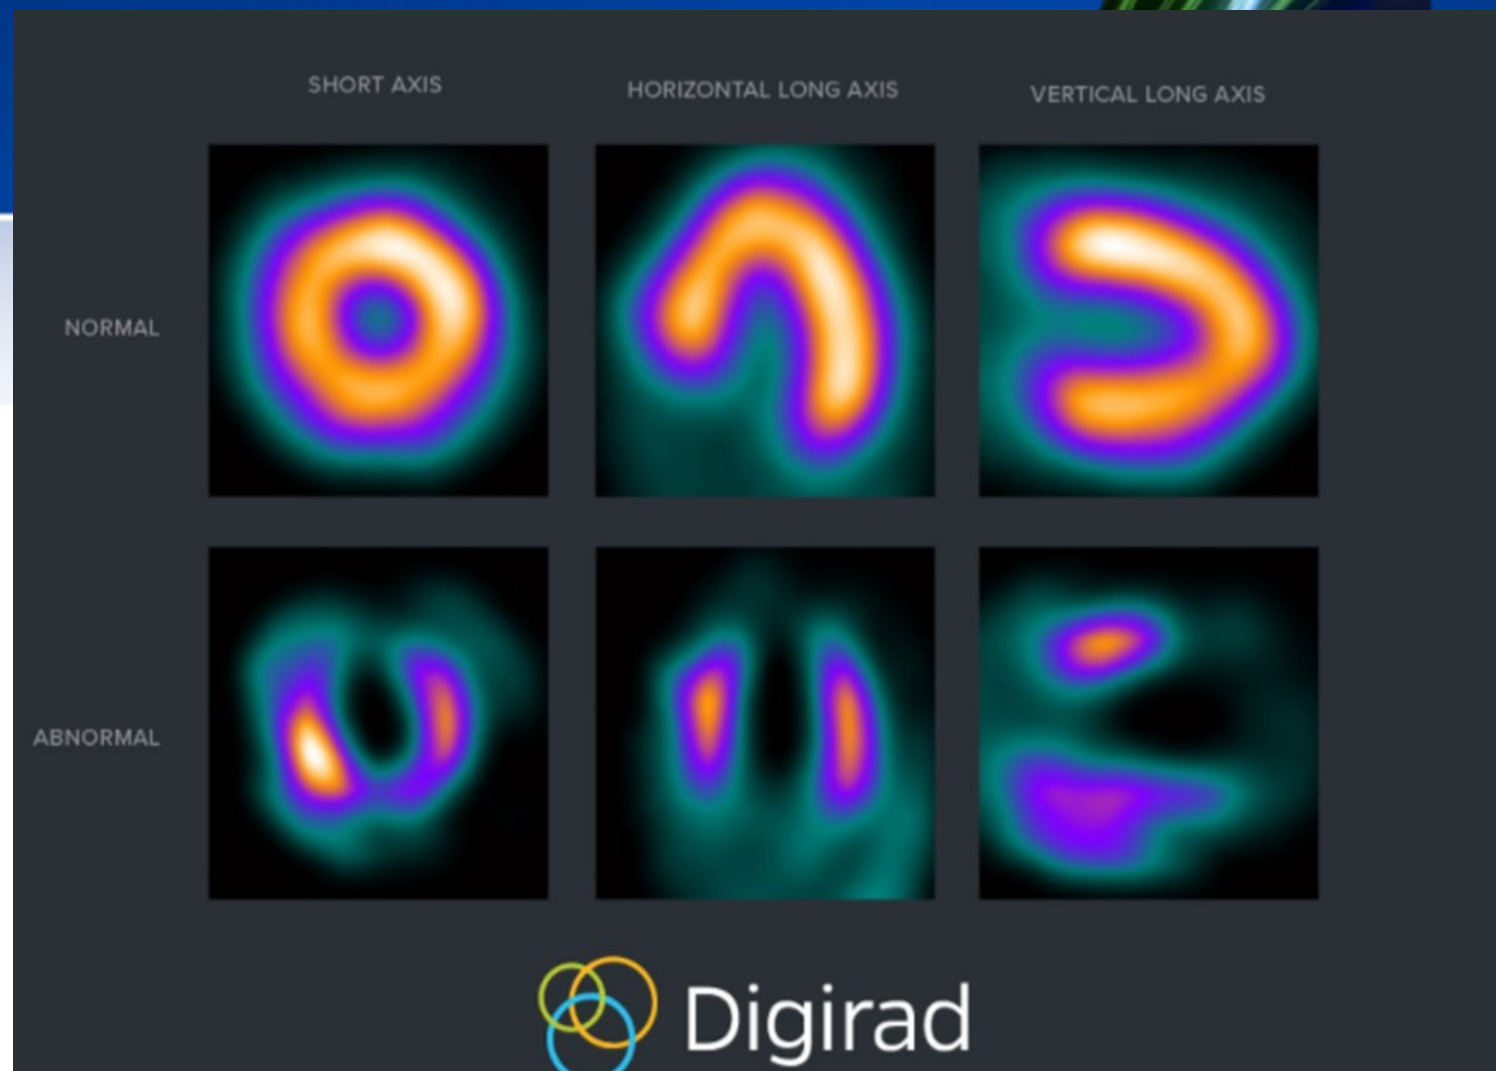 SHORT AXIS
HORIZONTAL LONG AXIS
VERTICAL LONG AXIS
NORMAL
ABNORMAL
Digirad